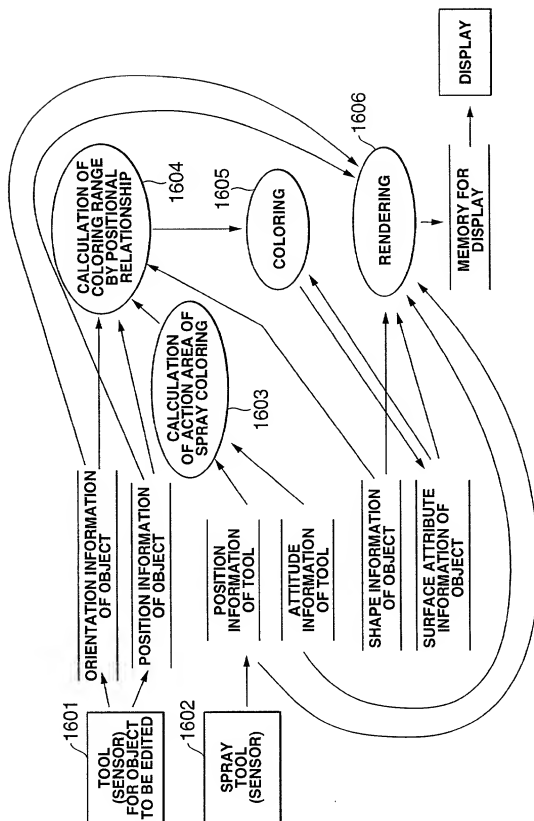 1601
TOOL
(SENSOR)
FOR OBJECT
TO BE EDITED
1602
SPRAY
TOOL
(SENSOR)
ORIENTATION INFORMATION
OF OBJECT
POSITION INFORMATION
OF OBJECT
POSITION
INFORMATION
OF TOOL
ATTITUDE
INFORMATION
OF TOOL
SHAPE INFORMATION
OF OBJECT
SURFACE ATTRIBUTE
INFORMATION OF
OBJECT
CALCULATION
OF ACTION AREA OF
SPRAY COLORING
1603
CALCULATION OF
COLORING RANGE
BY POSITIONAL
RELATIONSHIP
1604
1605
COLORING
1606
RENDERING
MEMORY FOR
DISPLAY
DISPLAY